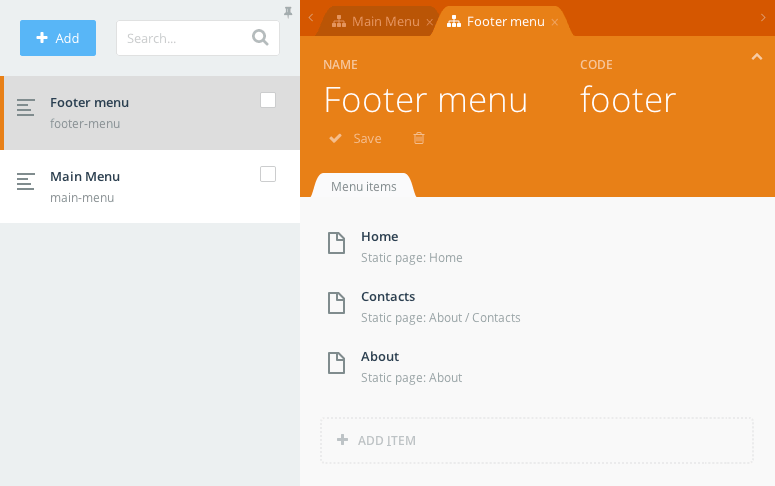 Add
Search...
Footer menu
footer-menu
Main Menu
main-menu
Main Menu
Footer menu
NAME
CODE
Footer menu
footer
Save
Menu items
Home
Static page: Home
Contacts
Static page: About / Contacts
About
Static page: About
ADD ITEM